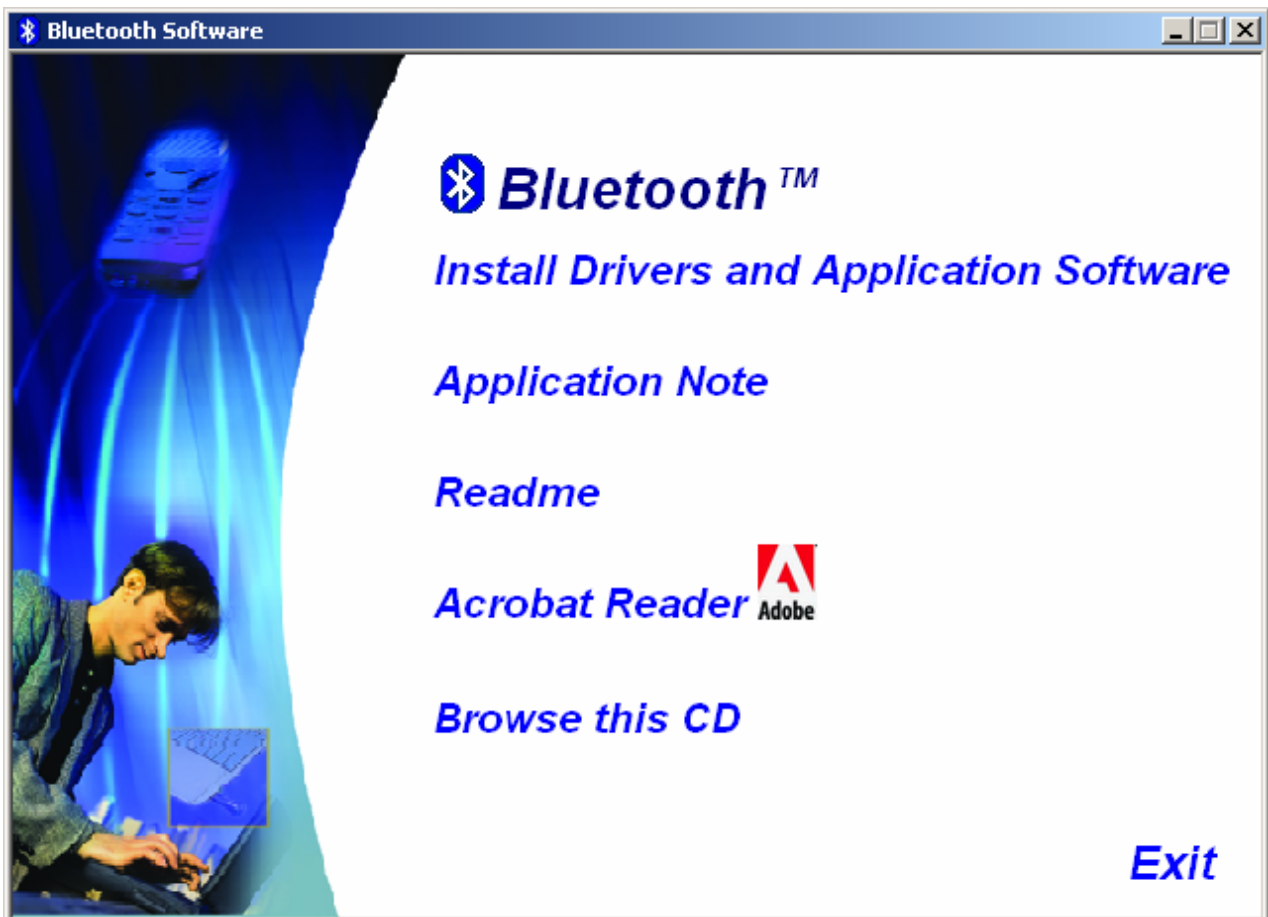 Bluetooth Software
Bluetooth™
Install Drivers and Application Software
Application Note
Readme
Acrobat Reader
Adobe
Browse this CD
Exit